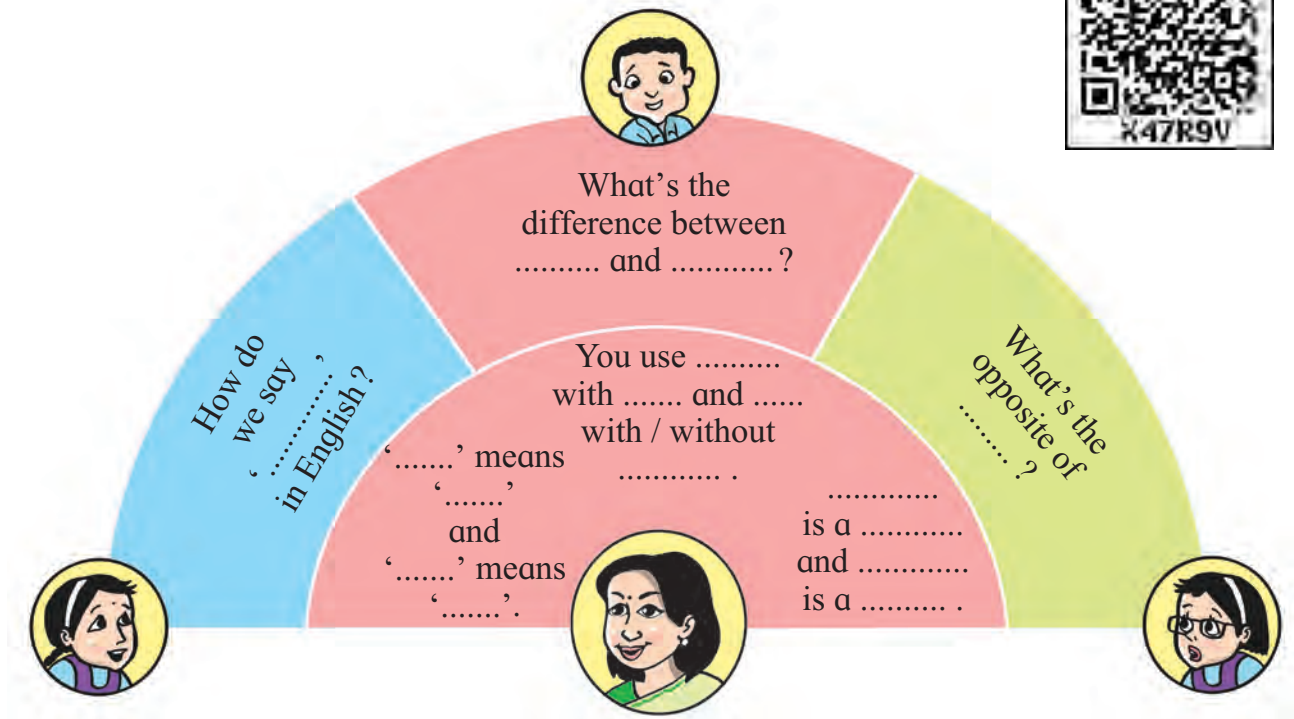 X47R9V
What's the
difference between
.......... and ............ ?
How do
we say
‘ .............. ’
in English ?
What's the
opposite of
.......... ?
You use ..........
with ....... and ......
with / without
............ .
‘.......’ means
‘.......’
and
‘.......’ means
‘.......’.
.............
is a ............
and .............
is a .......... .